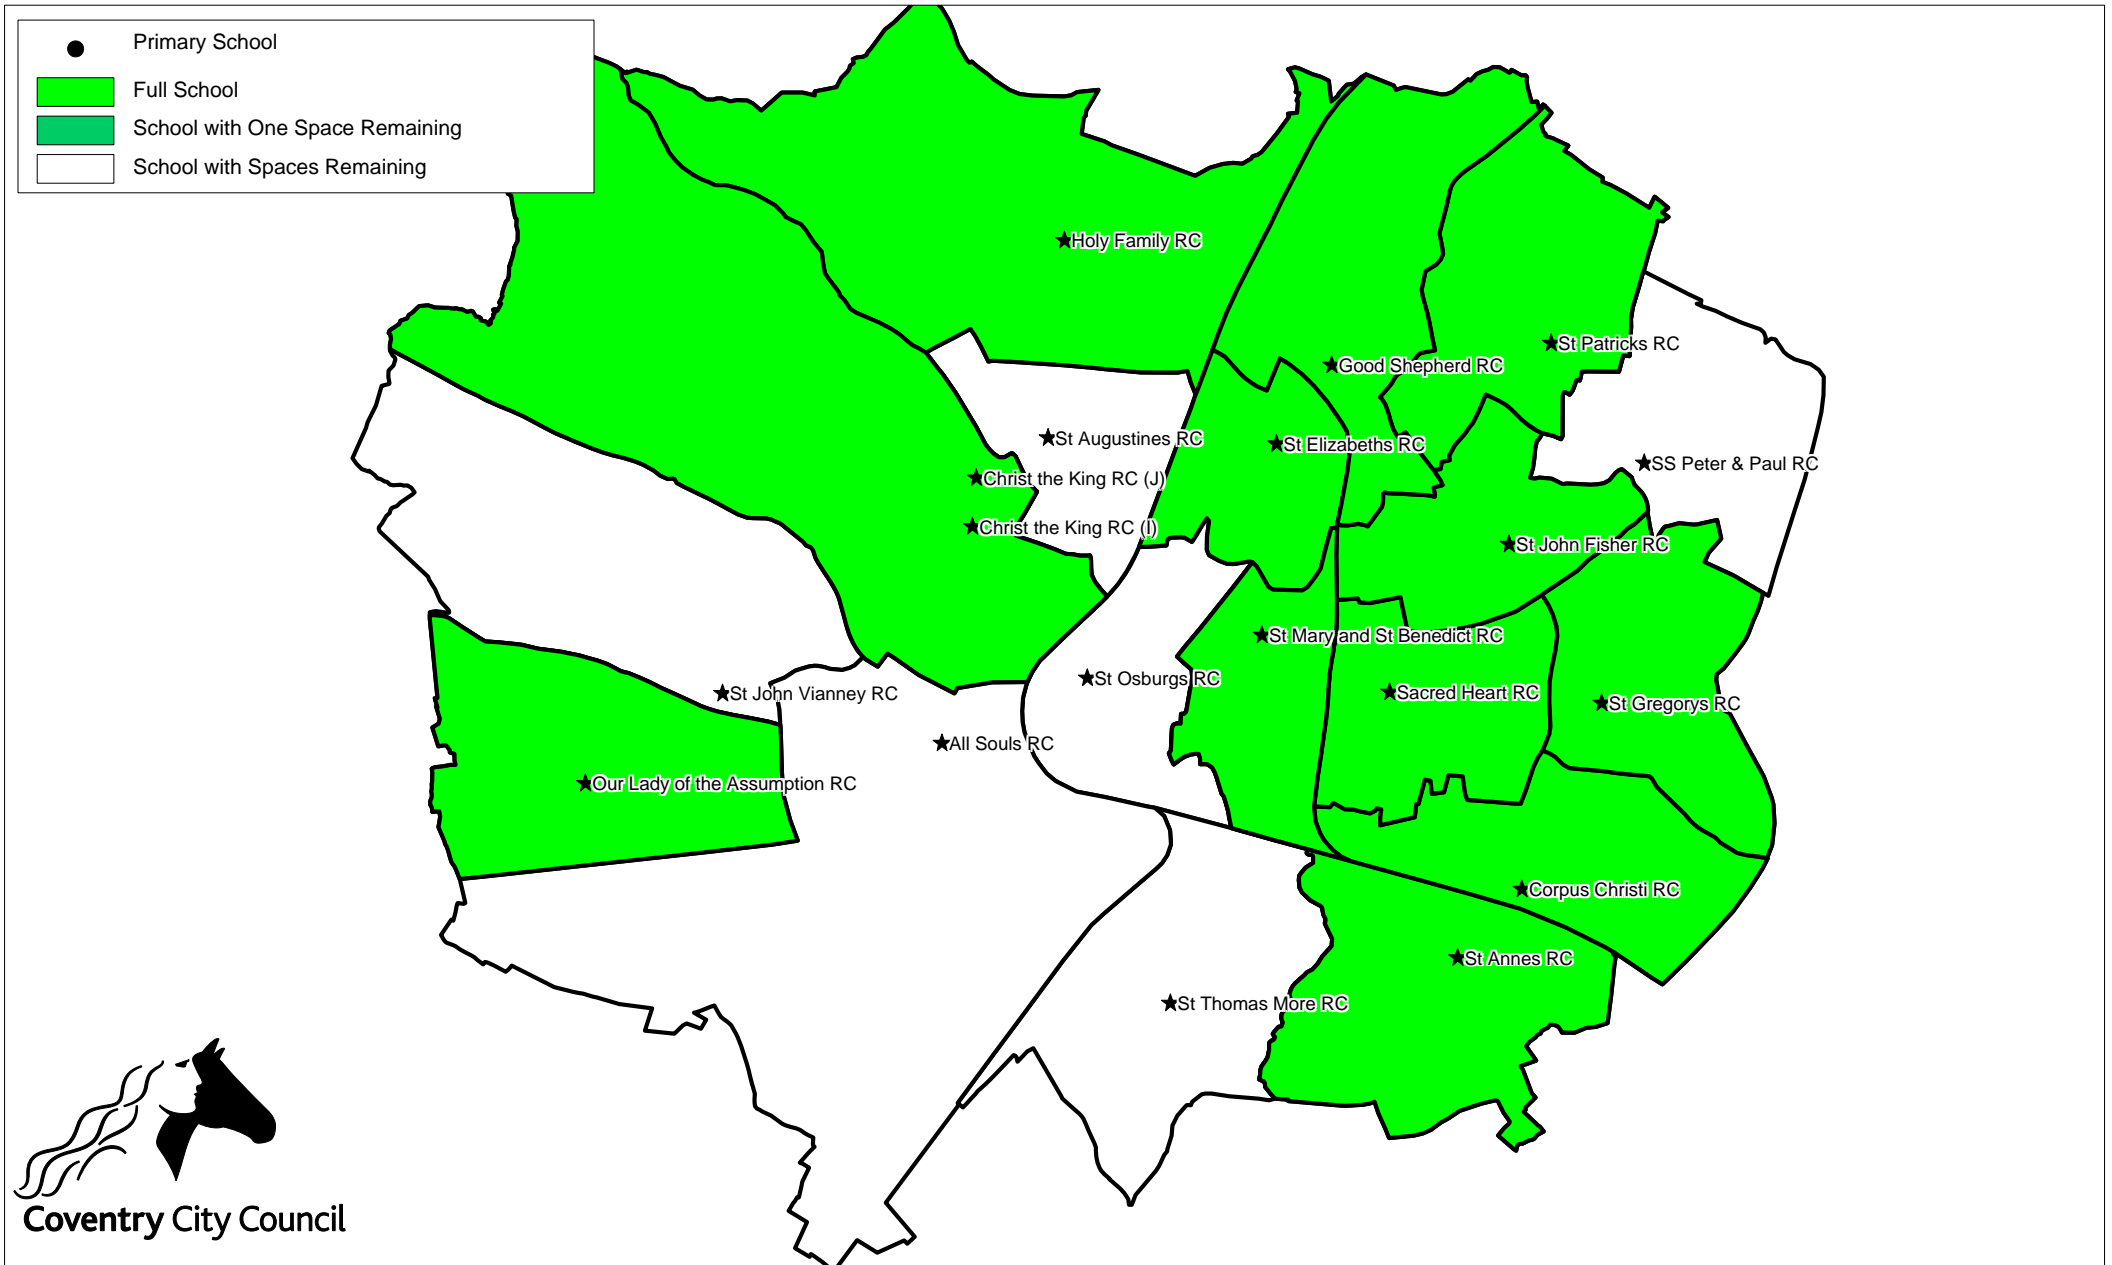 Primary School
Full School
School with One Space Remaining
School with Spaces Remaining
Holy Family RC
St Patricks RC
Good Shepherd RC
St Augustines RC
St Elizabeths RC
SS Peter & Paul RC
Christ the King RC (J)
Christ the King RC (I)
St John Fisher RC
St Mary and St Benedict RC
St Osburgs RC
St John Vianney RC
Sacred Heart RC
St Gregorys RC
All Souls RC
Our Lady of the Assumption RC
Corpus Christi RC
St Annes RC
St Thomas More RC
Coventry City Council